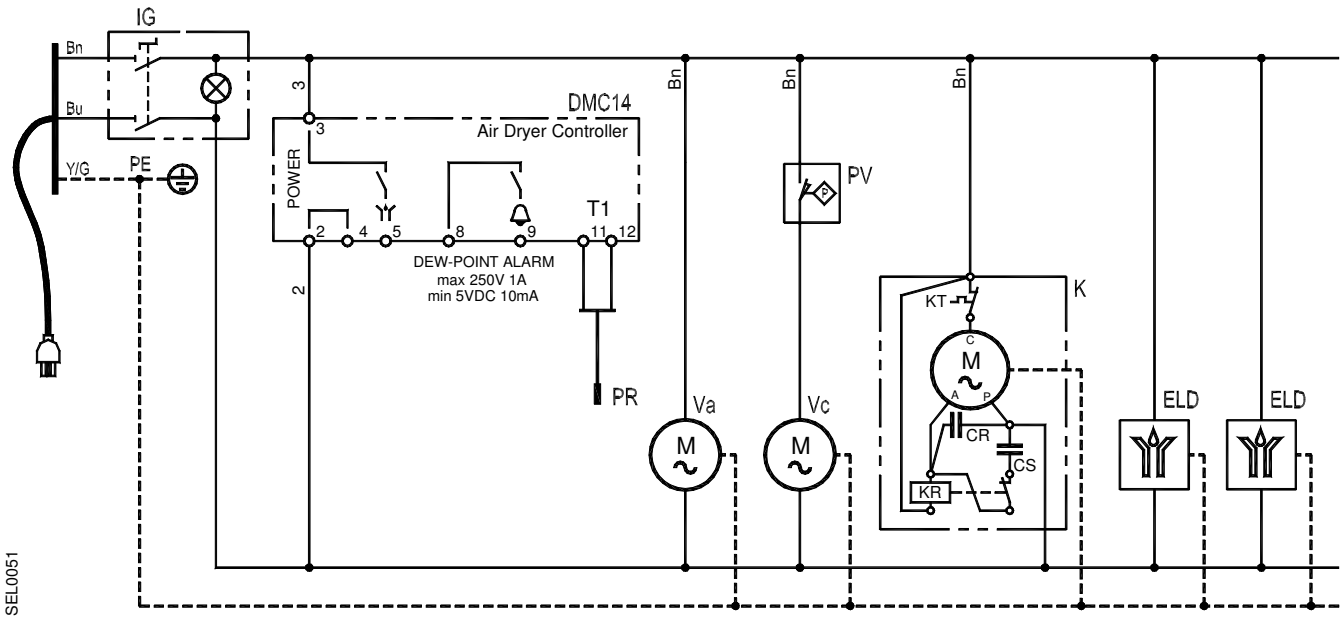 IG
Bn
Bu
Y/G
PE
3
DMC14
3
Air Dryer Controller
POWER
T1
2
4
5
8
9
11
12
DEW-POINT ALARM
max 250V 1A
min 5VDC 10mA
2
PR
Bn
Va
M
Bn
PV
P
Vc
M
Bn
K
KT
C
M
A
P
CR
CS
KR
ELD
ELD
SEL0051